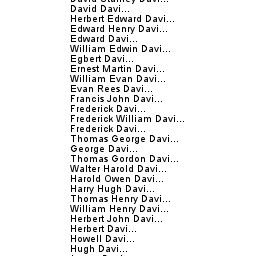 David Stanley Davi...
David Davi...
Herbert Edward Davi...
Edward Henry Davi...
Edward Davi...
William Edwin Davi...
Egbert Davi...
Ernest Martin Davi...
William Evan Davi...
Evan Rees Davi...
Francis John Davi...
Frederick Davi...
Frederick William Davi...
Frederick Davi...
Thomas George Davi...
George Davi...
Thomas Gordon Davi...
Walter Harold Davi...
Harold Owen Davi...
Harry Hugh Davi...
Thomas Henry Davi...
William Henry Davi...
Herbert John Davi...
Herbert Davi...
Howell Davi...
Hugh Davi...